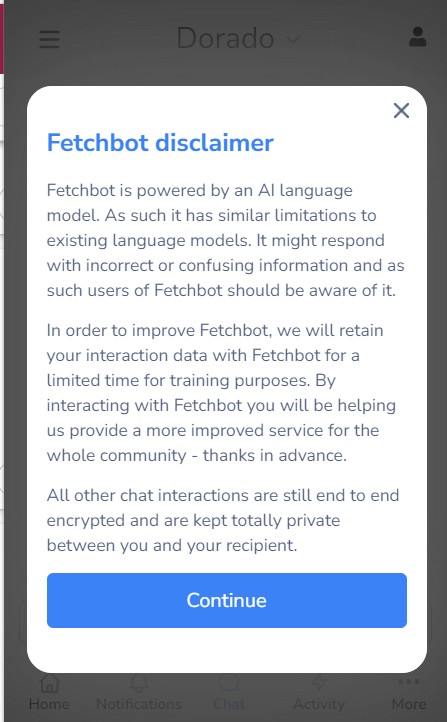 Dorado
Fetchbot disclaimer
Fetchbot is powered by an AI language
model. As such it has similar limitations to
existing language models. It might respond
with incorrect or confusing information and as
such users of Fetchbot should be aware of it.
In order to improve Fetchbot, we will retain
your interaction data with Fetchbot for a
limited time for training purposes. By
interacting with Fetchbot you will be helping
us provide a more improved service for the
whole community - thanks in advance.
All other chat interactions are still end to end
encrypted and are kept totally private
between you and your recipient.
Continue
Home Notifications Chat Activity More